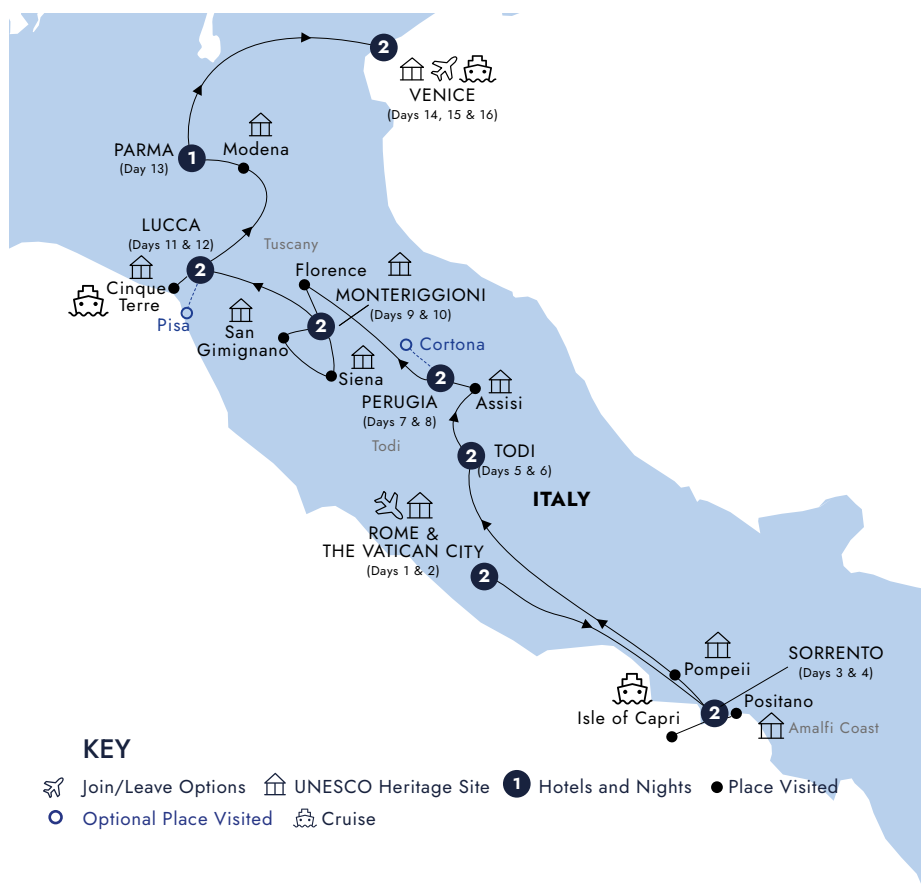 2
VENICE
(Days 14, 15 & 16)
PARMA
(Day 13)
1
Modena
LUCCA
(Days 11 & 12)
2
Tuscany
Cinque
Terre
Pisa
Florence
MONTERIGGIONI
(Days 9 & 10)
2
San
Gimignano
Siena
Cortona
2
PERUGIA
(Days 7 & 8)
Assisi
Todi
2
TODI
(Days 5 & 6)
ITALY
ROME &
THE VATICAN CITY
(Days 1 & 2)
2
Pompeii
SORRENTO
(Days 3 & 4)
Isle of Capri
2
Positano
Amalfi Coast
KEY
Join/Leave Options
UNESCO Heritage Site
1
Hotels and Nights
Place Visited
Optional Place Visited
Cruise